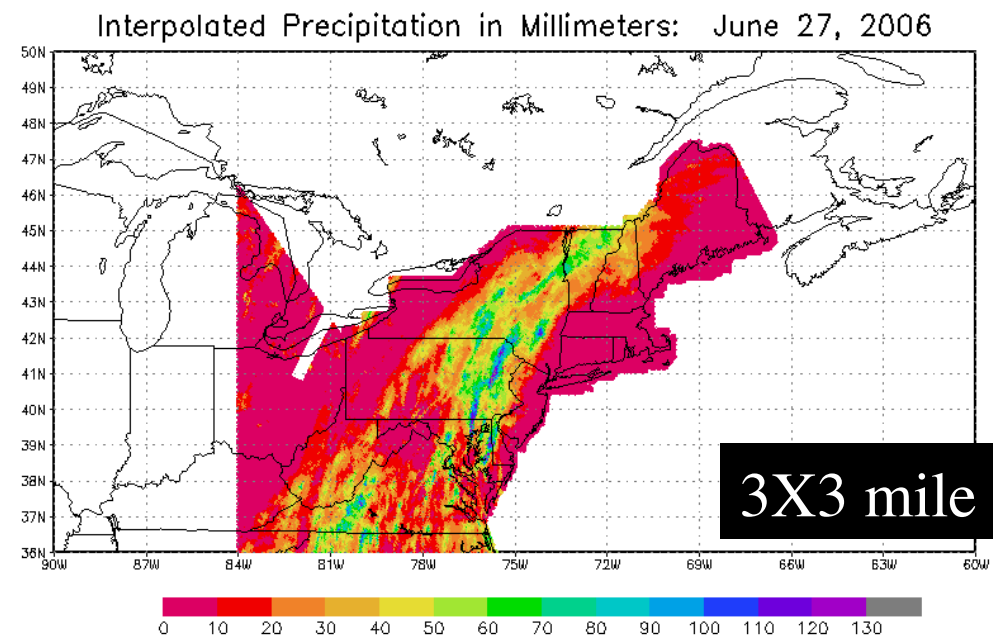 Interpolated Precipitation in Millimeters: June 27, 2006
50N
49N
48N
47N
46N
45N
44N
43N
42N
41N
40N
39N
38N
37N
36N
3X3 mile
90W 87W 84W 81W 78W 75W 72W 69W 66W 63W 60W
0 10 20 30 40 50 60 70 80 90 100 110 120 130